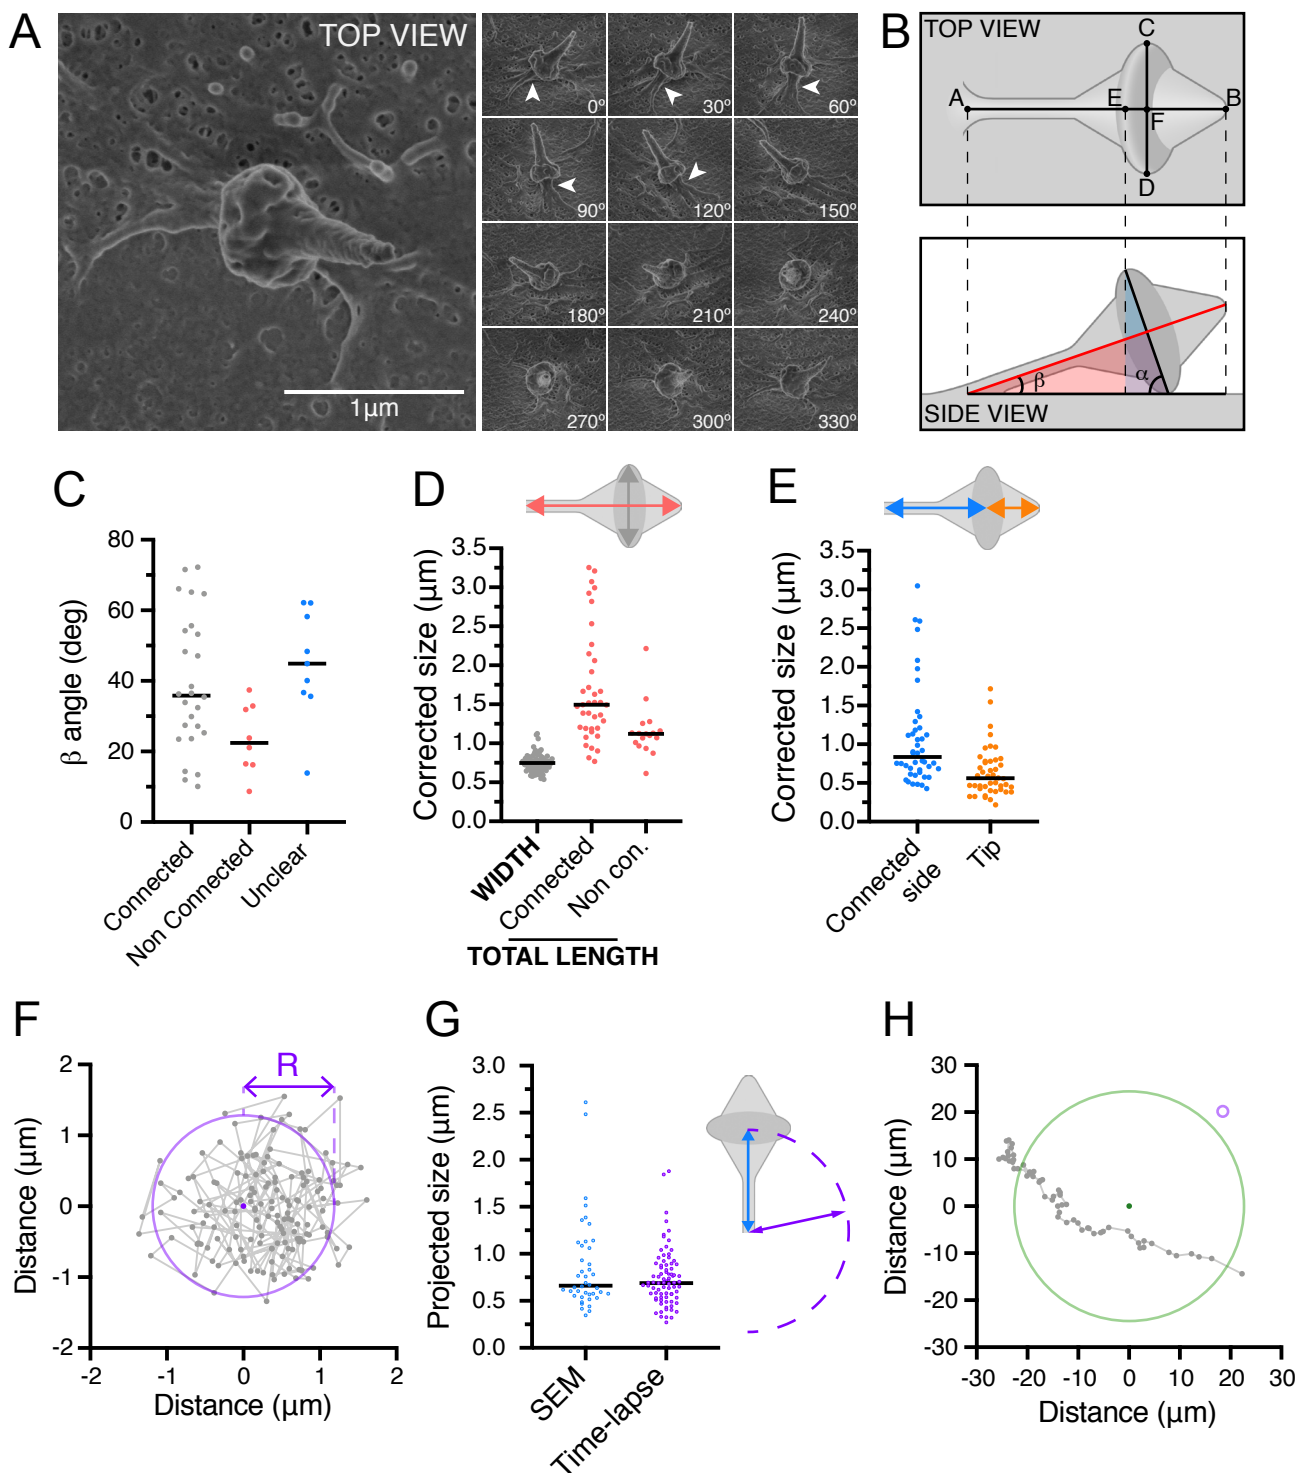 A
TOP VIEW
1µm
0º
30º
60º
90º
120º
150º
180º
210º
240º
270º
300º
330º
B
TOP VIEW
C
A
E
B
F
D
β
α
SIDE VIEW
C
80
60
40
20
0
β angle (deg)
Connected
Non Connected
Unclear
D
3.5
3.0
2.5
2.0
1.5
1.0
0.5
0.0
Corrected size (µm)
WIDTH
Connected
Non con.
TOTAL LENGTH
E
3.5
3.0
2.5
2.0
1.5
1.0
0.5
0.0
Corrected size (µm)
Connected
side
Tip
F
R
2
1
0
-1
-2
Distance (µm)
-2
-1
0
1
2
Distance (µm)
G
3.0
2.5
2.0
1.5
1.0
0.5
0.0
Projected size (µm)
SEM
Time-lapse
H
30
20
10
0
-10
-20
-30
Distance (µm)
-30
-20
-10
0
10
20
30
Distance (µm)